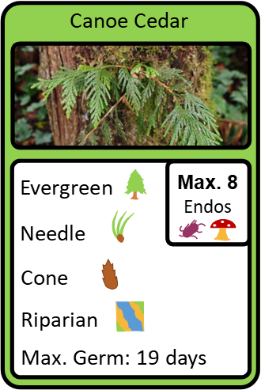 Canoe Cedar
Evergreen
Max. 8
Endos
Needle
Cone
Riparian
Max. Germ: 19 days